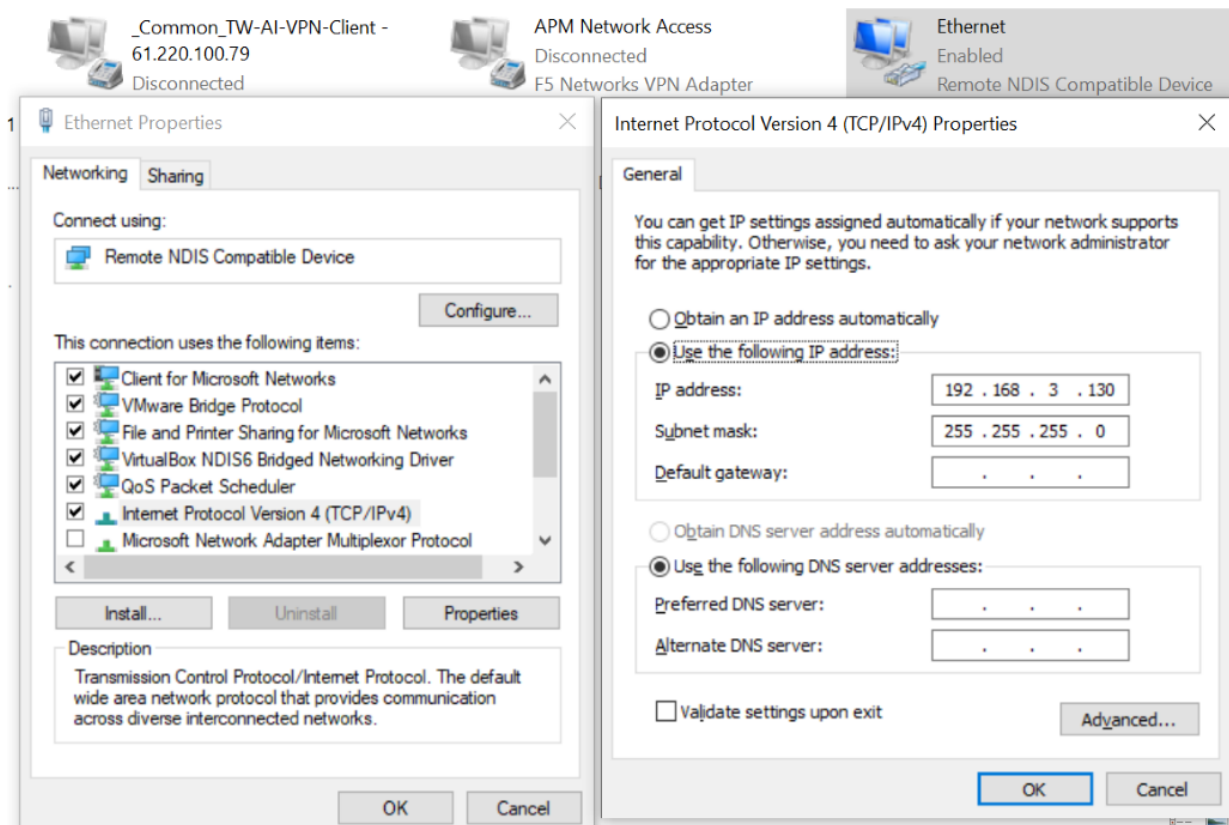 _Common_TW-AI-VPN-Client -
61.220.100.79
Disconnected
APM Network Access
Disconnected
F5 Networks VPN Adapter
Ethernet
Enabled
Remote NDIS Compatible Device
1
Ethernet Properties
Networking
Sharing
Connect using:
Remote NDIS Compatible Device
Configure...
This connection uses the following items:
Client for Microsoft Networks
VMware Bridge Protocol
File and Printer Sharing for Microsoft Networks
VirtualBox NDIS6 Bridged Networking Driver
QoS Packet Scheduler
Internet Protocol Version 4 (TCP/IPv4)
Microsoft Network Adapter Multiplexor Protocol
Install...
Uninstall
Properties
Description
Transmission Control Protocol/Internet Protocol. The default
wide area network protocol that provides communication
across diverse interconnected networks.
OK
Cancel
Internet Protocol Version 4 (TCP/IPv4) Properties
General
You can get IP settings assigned automatically if your network supports
this capability. Otherwise, you need to ask your network administrator
for the appropriate IP settings.
Obtain an IP address automatically
Use the following IP address:
IP address:
192 . 168 . 3 . 130
Subnet mask:
255 . 255 . 255 . 0
Default gateway:
. . .
Obtain DNS server address automatically
Use the following DNS server addresses:
Preferred DNS server:
. . .
Alternate DNS server:
. . .
Validate settings upon exit
Advanced...
OK
Cancel